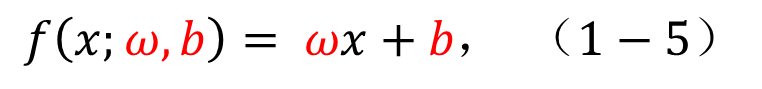 f(x; ω, b) = ωx + b， （1 − 5）